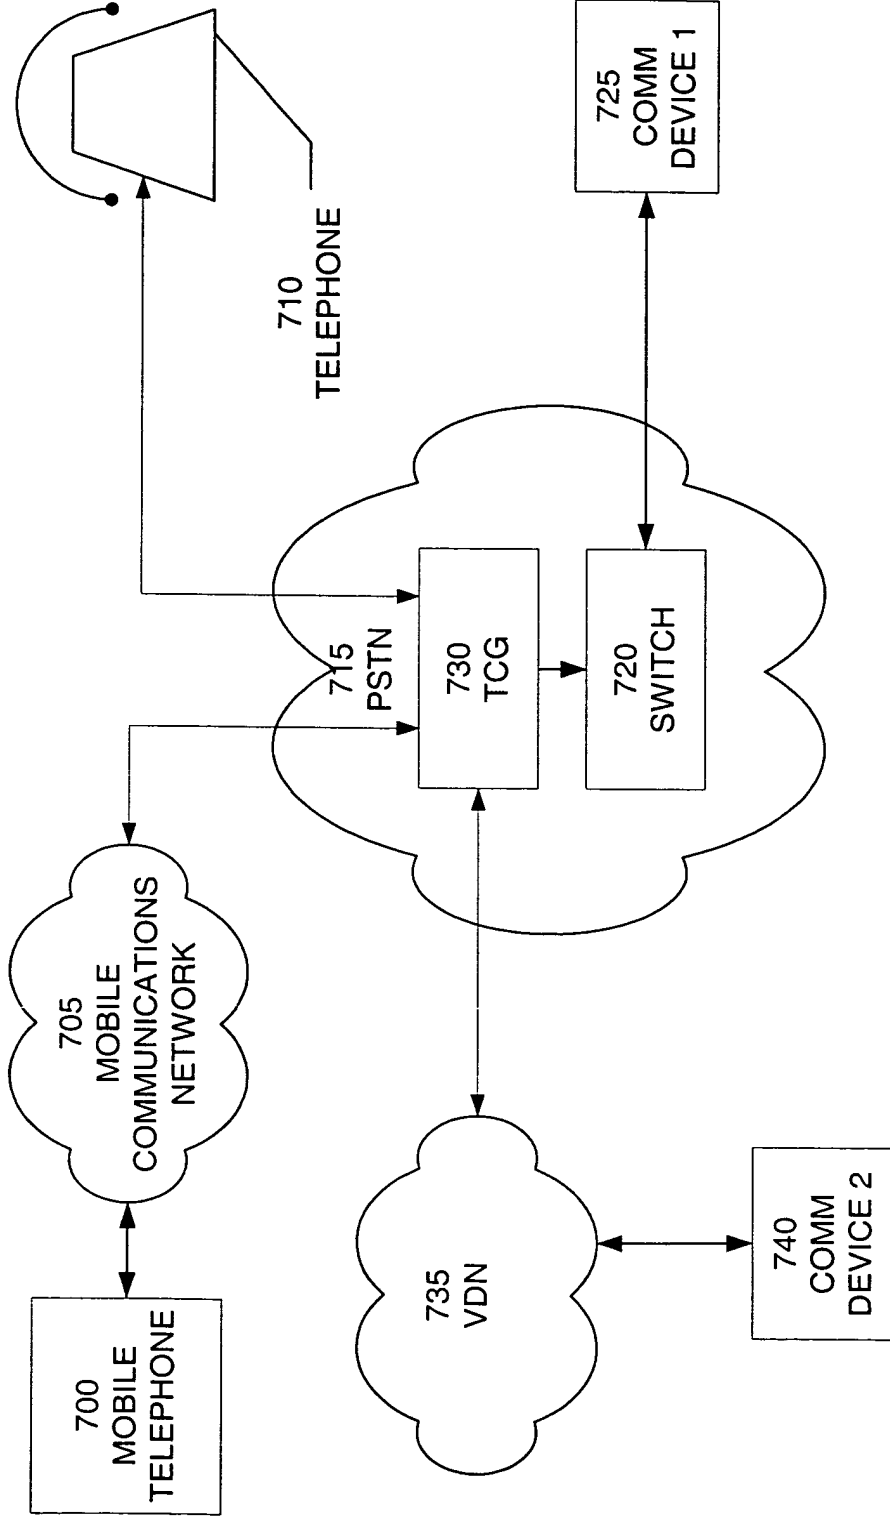 700
MOBILE
TELEPHONE
705
MOBILE
COMMUNICATIONS
NETWORK
710
TELEPHONE
715
PSTN
735
VDN
730
TCG
720
SWITCH
725
COMM
DEVICE 1
740
COMM
DEVICE 2